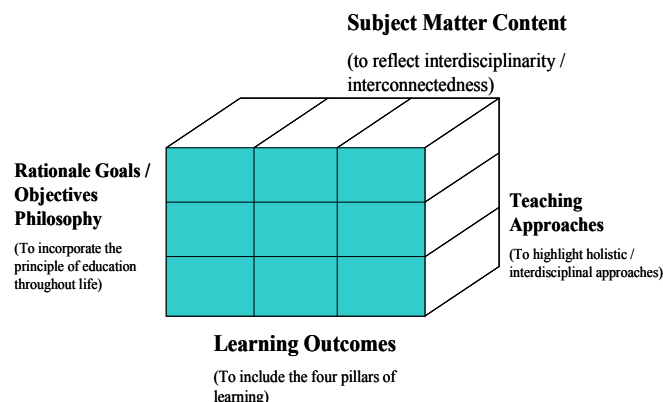 Subject Matter Content
(to reflect interdisciplinarity /
interconnectedness)
Rationale Goals /
Objectives
Philosophy
(To incorporate the
principle of education
throughout life)
Teaching
Approaches
(To highlight holistic /
interdisciplinal approaches)
Learning Outcomes
(To include the four pillars of
learning)